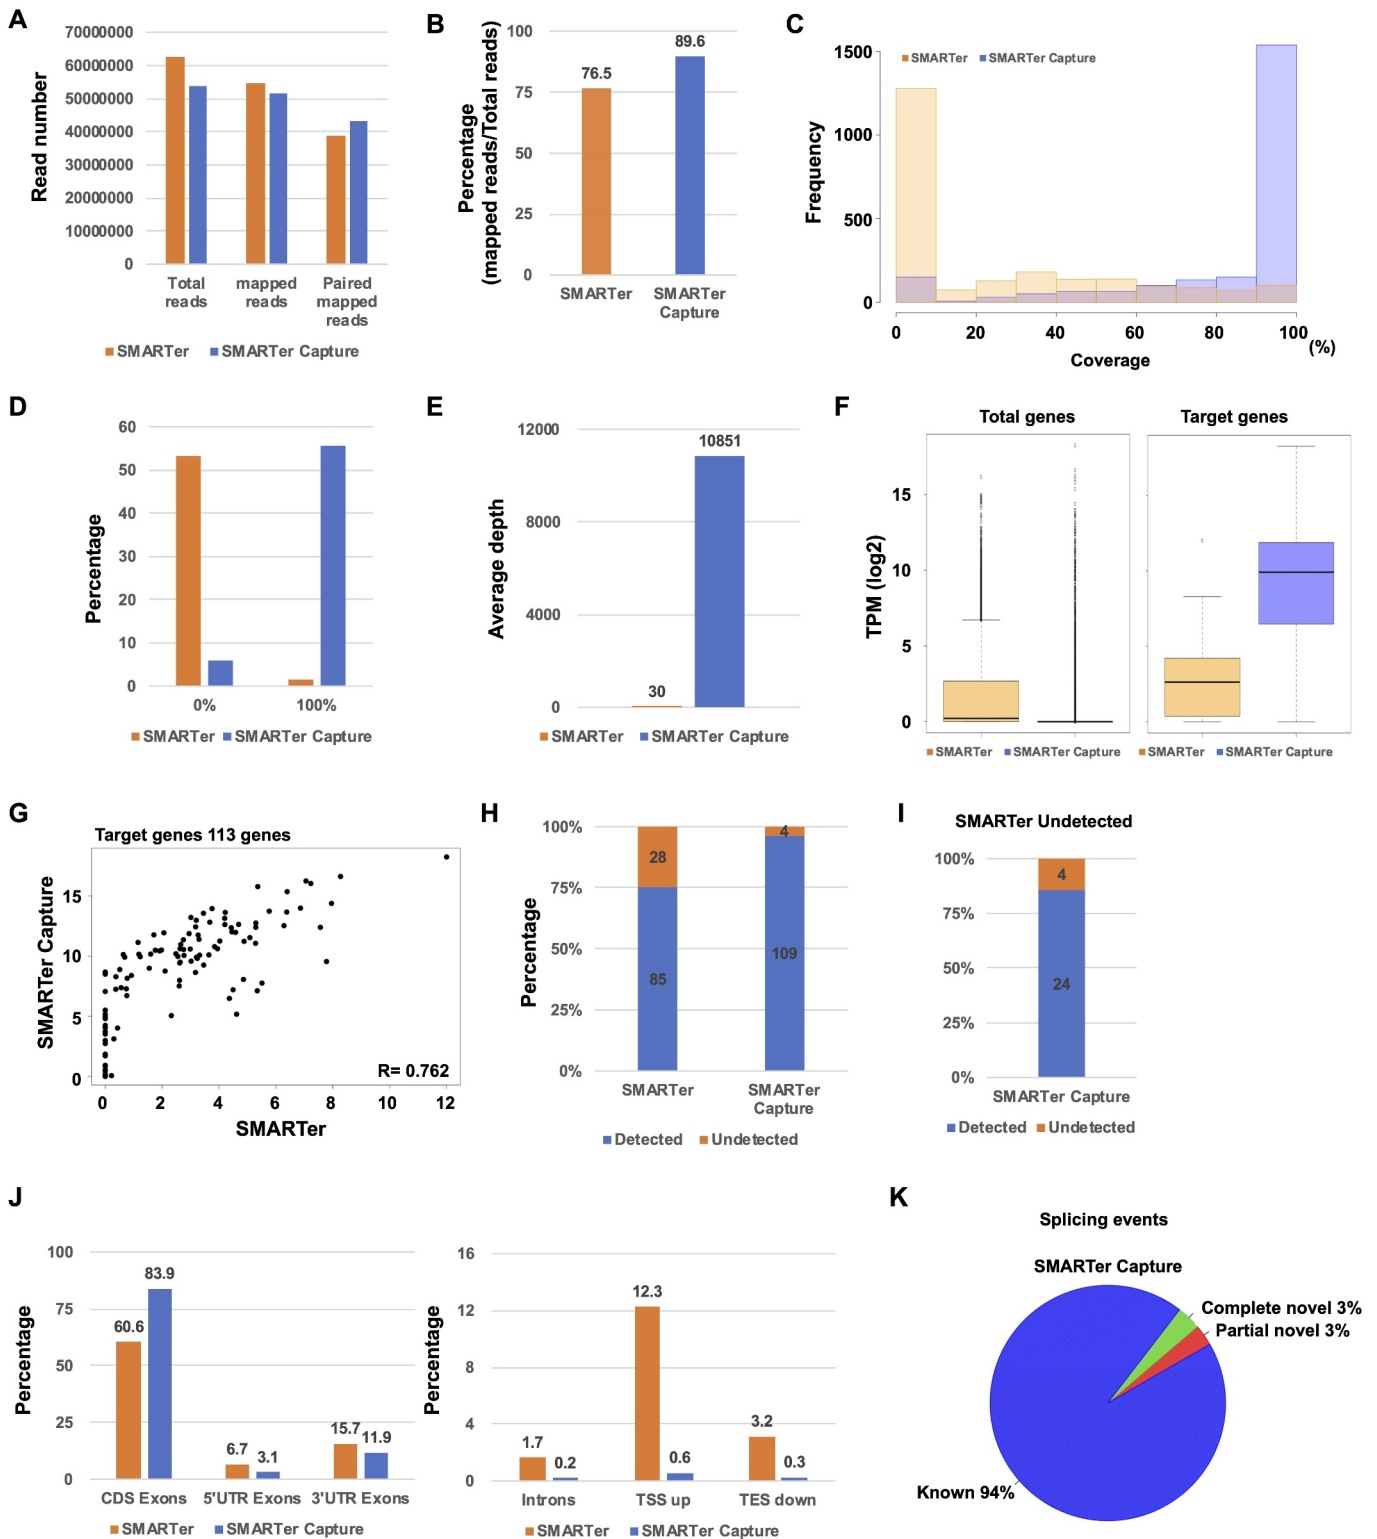 A
Read number
70000000
60000000
50000000
40000000
30000000
20000000
10000000
0
Total
reads
mapped
reads
Paired
mapped
reads
SMARTer
SMARTer Capture
B
Percentage
(mapped reads/Total reads)
100
75
50
25
0
76.5
89.6
SMARTer
SMARTer
Capture
C
Frequency
1500
1000
500
0
SMARTer
SMARTer Capture
0
20
40
60
80
100
(%)
Coverage
D
Percentage
60
50
40
30
20
10
0
0%
100%
SMARTer
SMARTer Capture
E
Average depth
12000
8000
4000
0
30
10851
SMARTer
SMARTer Capture
F
Total genes
Target genes
TPM (log2)
15
10
5
0
SMARTer
SMARTer Capture
SMARTer
SMARTer Capture
G
Target genes 113 genes
SMARTer Capture
15
10
5
0
R= 0.762
0
2
4
6
8
10
12
SMARTer
H
Percentage
100%
75%
50%
25%
0%
28
85
4
109
SMARTer
SMARTer
Capture
Detected
Undetected
I
SMARTer Undetected
100%
75%
50%
25%
0%
4
24
SMARTer Capture
Detected
Undetected
J
Percentage
100
75
50
25
0
60.6
83.9
6.7
3.1
15.7
11.9
CDS Exons
5'UTR Exons
3'UTR Exons
SMARTer
SMARTer Capture
Percentage
16
12
8
4
0
1.7
0.2
12.3
0.6
3.2
0.3
Introns
TSS up
TES down
SMARTer
SMARTer Capture
K
Splicing events
SMARTer Capture
Complete novel 3%
Partial novel 3%
Known 94%